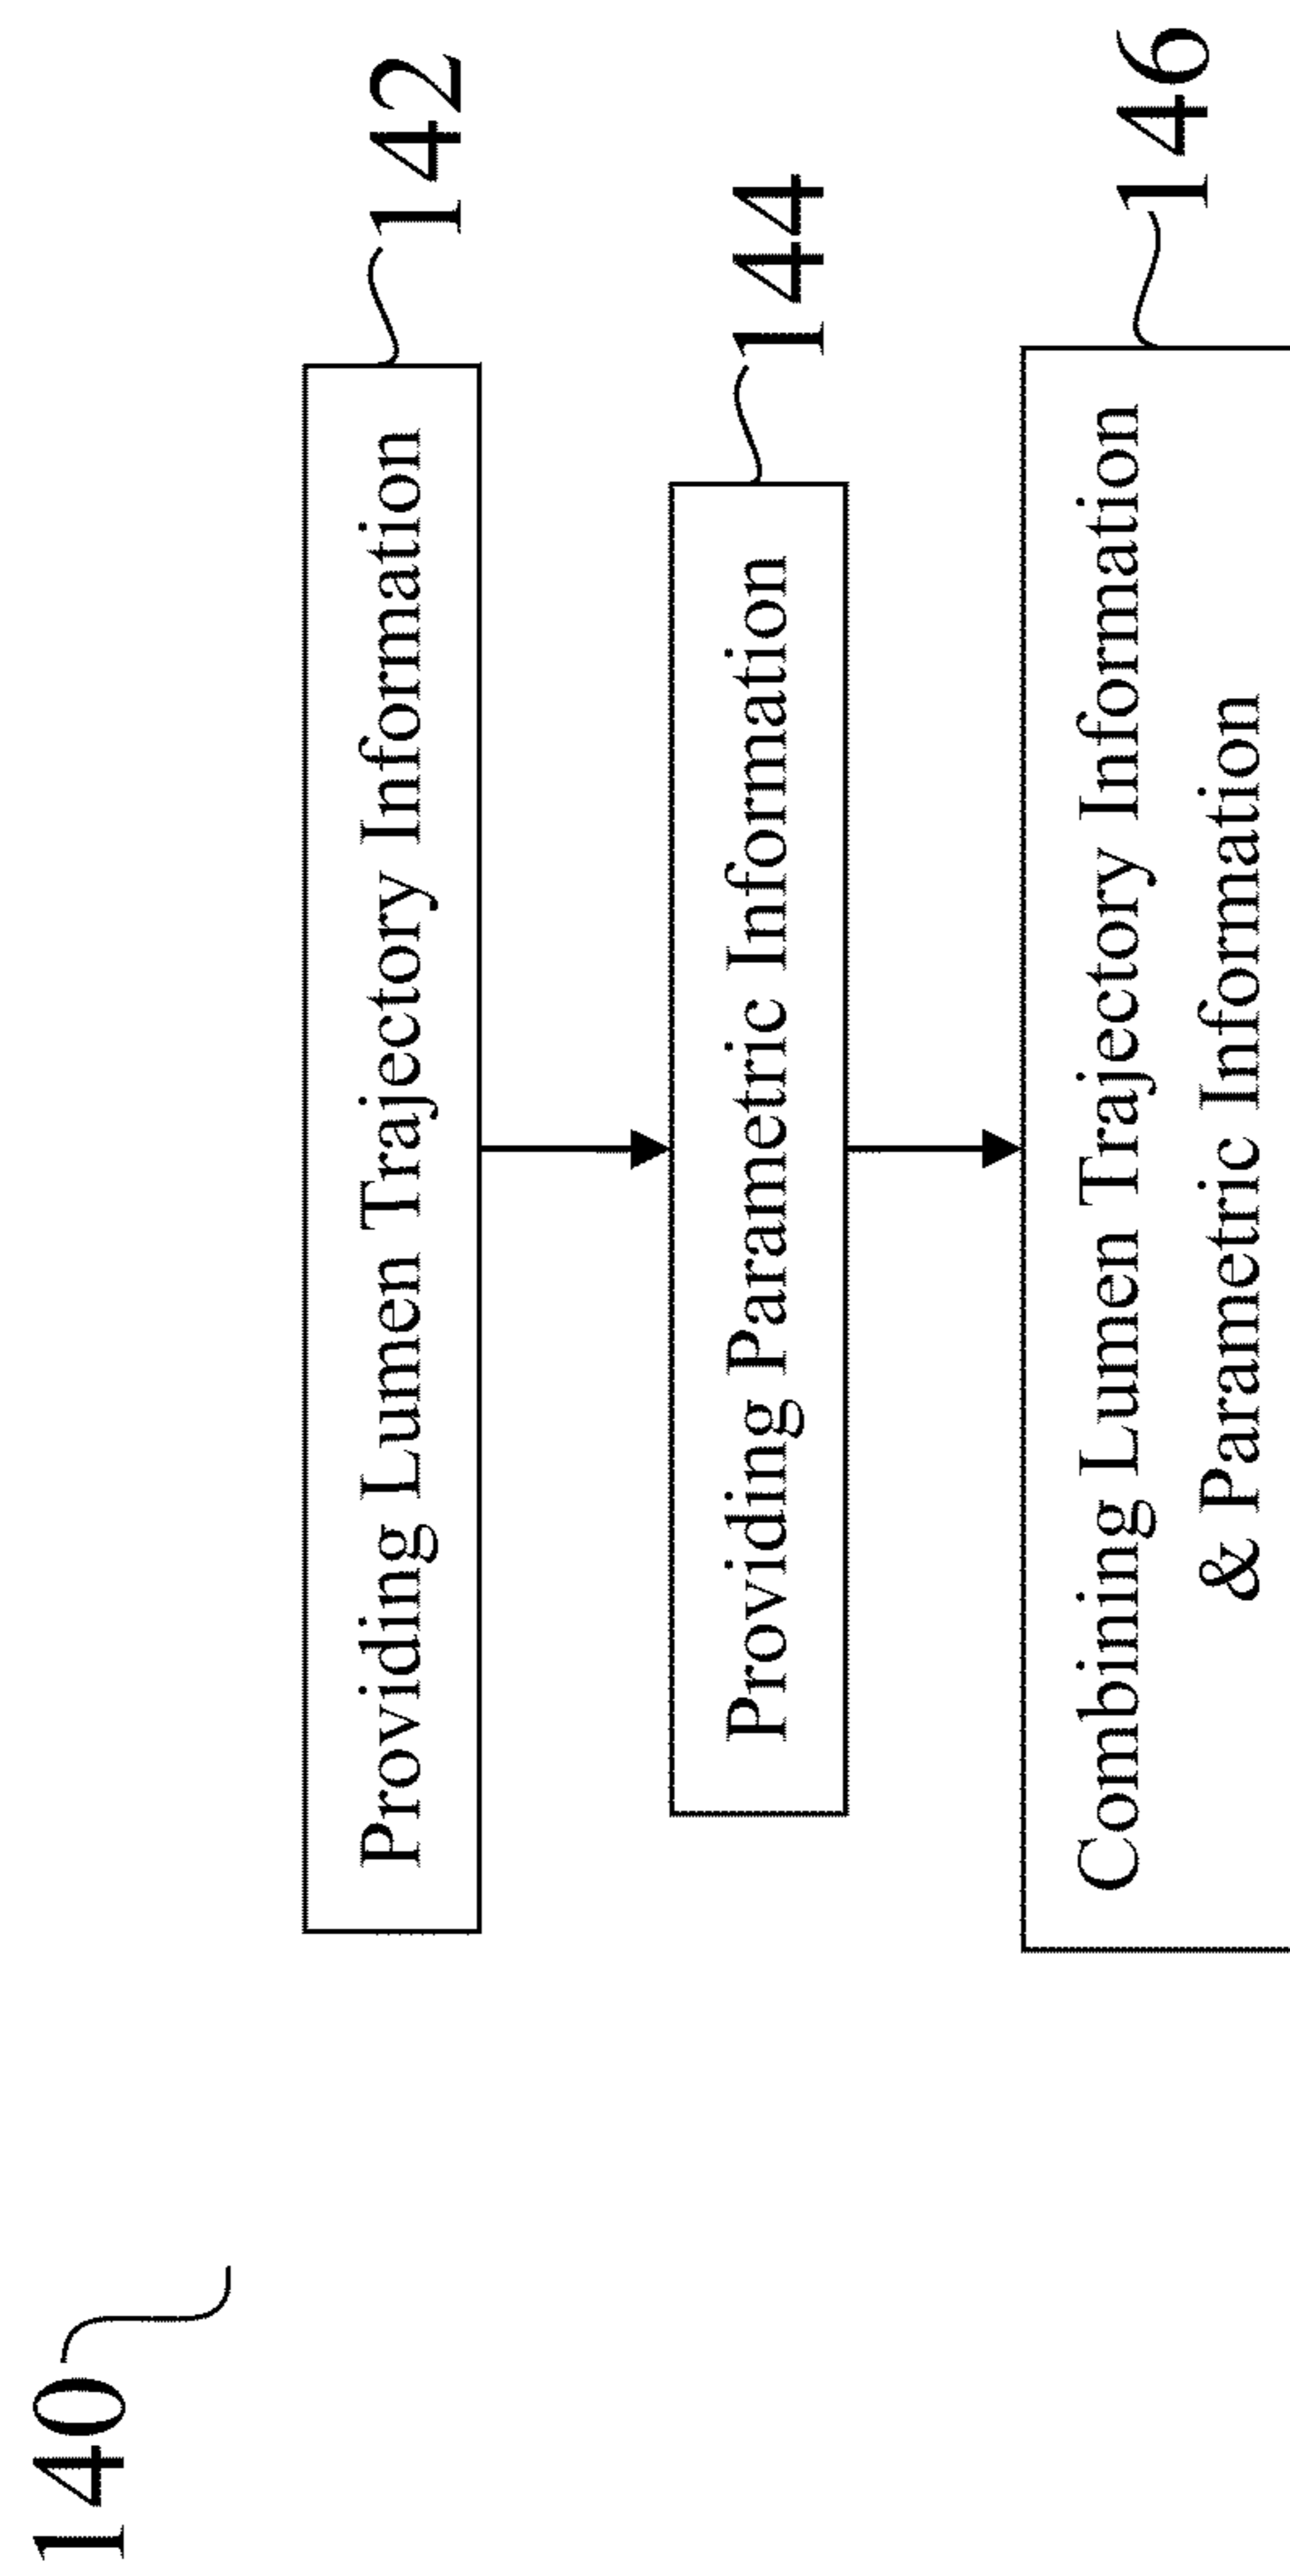 140
Providing Lumen Trajectory Information
142
Providing Parametric Information
144
Combining Lumen Trajectory Information
& Parametric Information
146